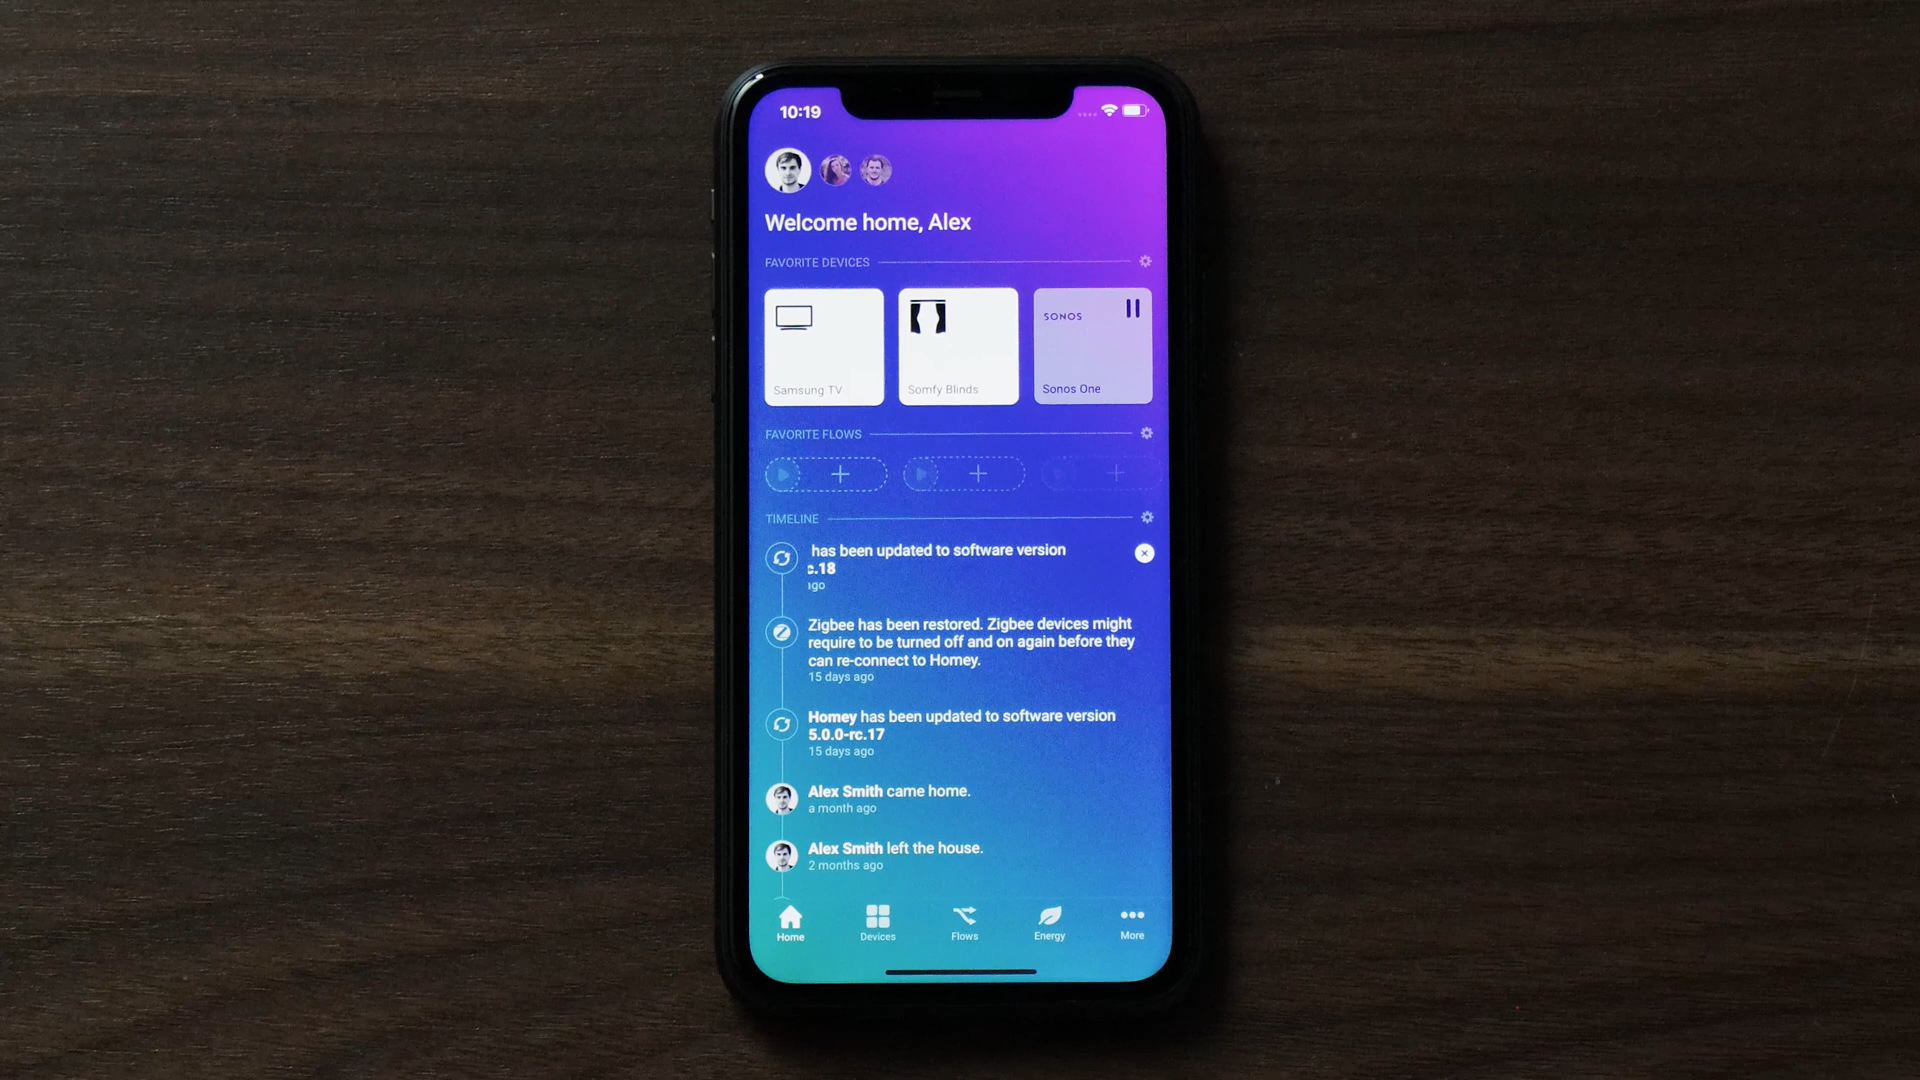 10:19
Welcome home, Alex
FAVORITE DEVICES
SONOS
Samsung TV
Somfy Blinds
Sonos One
FAVORITE FLOWS
TIMELINE
has been updated to software version
.18
ago
Zigbee has been restored. Zigbee devices might
require to be turned off and on again before they
can re-connect to Homey.
15 days ago
Homey has been updated to software version
5.0.0-rc.17
15 days ago
Alex Smith came home.
a month ago
Alex Smith left the house.
2 months ago
Home
Devices
Flows
Energy
More